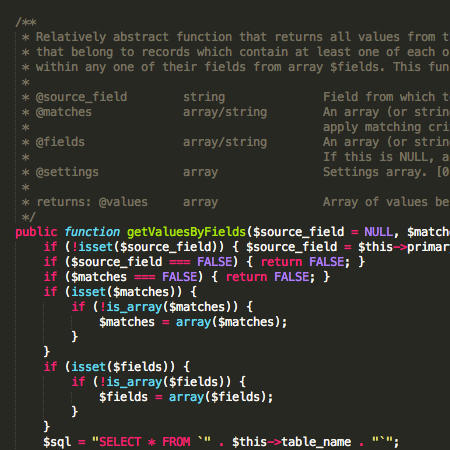 /**
 * Relatively abstract function that returns all values from t
 * that belong to records which contain at least one of each o
 * within any one of their fields from array $fields. This fun
 *
 * @source_field        string              Field from which t
 * @matches             array/string        An array (or strin
 *                                          apply matching cri
 * @fields              array/string        An array (or strin
 *                                          If this is NULL, a
 * @settings            array               Settings array. [0
 *
 * returns: @values     array               Array of values be
 */
public function getValuesByFields($source_field = NULL, $matche
    if (!isset($source_field)) { $source_field = $this->primar
    if ($source_field === FALSE) { return FALSE; }
    if ($matches === FALSE) { return FALSE; }
    if (isset($matches)) {
        if (!is_array($matches)) {
            $matches = array($matches);
        }
    }
    if (isset($fields)) {
        if (!is_array($fields)) {
            $fields = array($fields);
        }
    }
    $sql = "SELECT * FROM `" . $this->table_name . "`";